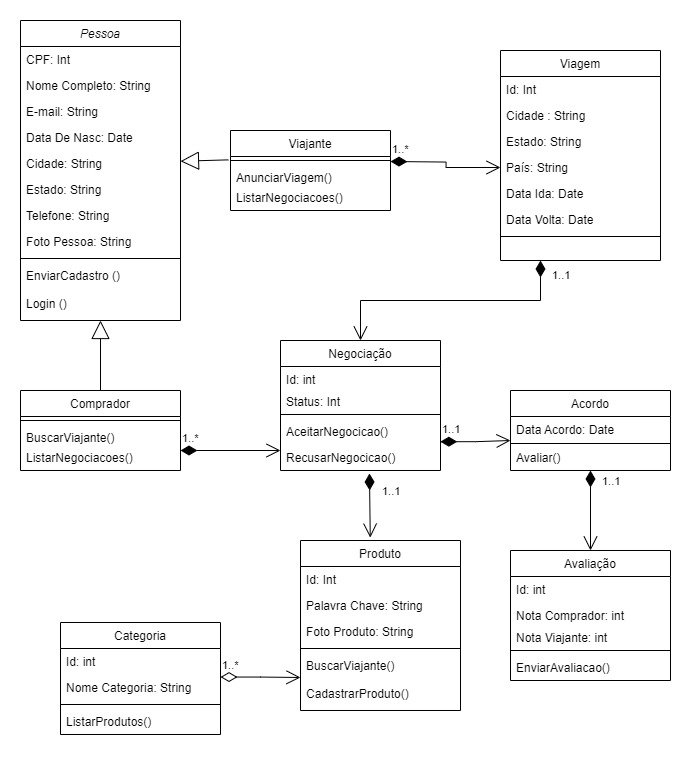 Pessoa
CPF: Int
Nome Completo: String
E-mail: String
Data De Nasc: Date
Cidade: String
Estado: String
Telefone: String
Foto Pessoa: String
EnviarCadastro ()
Login ()
Viajante
AnunciarViagem()
ListarNegociacoes()
1..*
Viagem
Id: Int
Cidade : String
Estado: String
País: String
Data Ida: Date
Data Volta: Date
1..1
Comprador
BuscarViajante()
ListarNegociacoes()
1..*
Negociação
Id: int
Status: Int
AceitarNegocicao()
RecusarNegocicao()
1..1
1..1
Acordo
Data Acordo: Date
Avaliar()
1..1
Produto
Id: Int
Palavra Chave: String
Foto Produto: String
BuscarViajante()
CadastrarProduto()
Avaliação
Id: int
Nota Comprador: int
Nota Viajante: int
EnviarAvaliacao()
Categoria
Id: int
Nome Categoria: String
ListarProdutos()
1..*